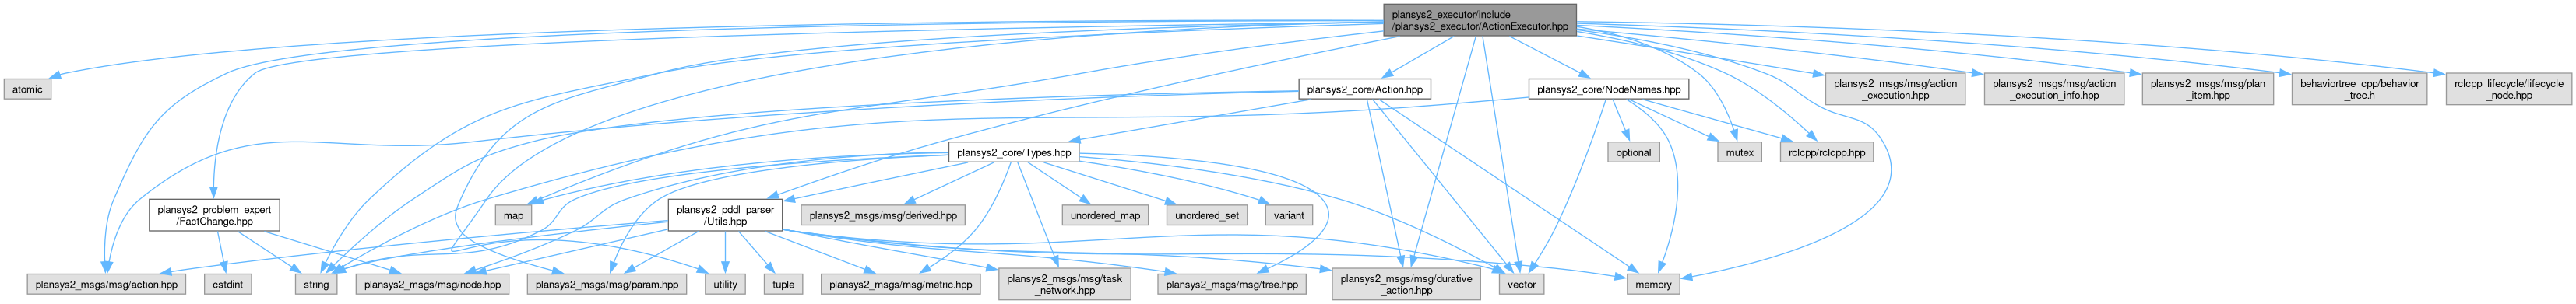 plansys2_executor/include
/plansys2_executor/ActionExecutor.hpp
atomic
plansys2_core/Action.hpp
plansys2_core/NodeNames.hpp
plansys2_msgs/msg/action
_execution.hpp
plansys2_msgs/msg/action
_execution_info.hpp
plansys2_msgs/msg/plan
_item.hpp
behaviortree_cpp/behavior
_tree.h
rclcpp_lifecycle/lifecycle
_node.hpp
plansys2_core/Types.hpp
optional
mutex
rclcpp/rclcpp.hpp
plansys2_problem_expert
/FactChange.hpp
map
plansys2_pddl_parser
/Utils.hpp
plansys2_msgs/msg/derived.hpp
unordered_map
unordered_set
variant
plansys2_msgs/msg/action.hpp
cstdint
string
plansys2_msgs/msg/node.hpp
plansys2_msgs/msg/param.hpp
utility
tuple
plansys2_msgs/msg/metric.hpp
plansys2_msgs/msg/task
_network.hpp
plansys2_msgs/msg/tree.hpp
plansys2_msgs/msg/durative
_action.hpp
vector
memory